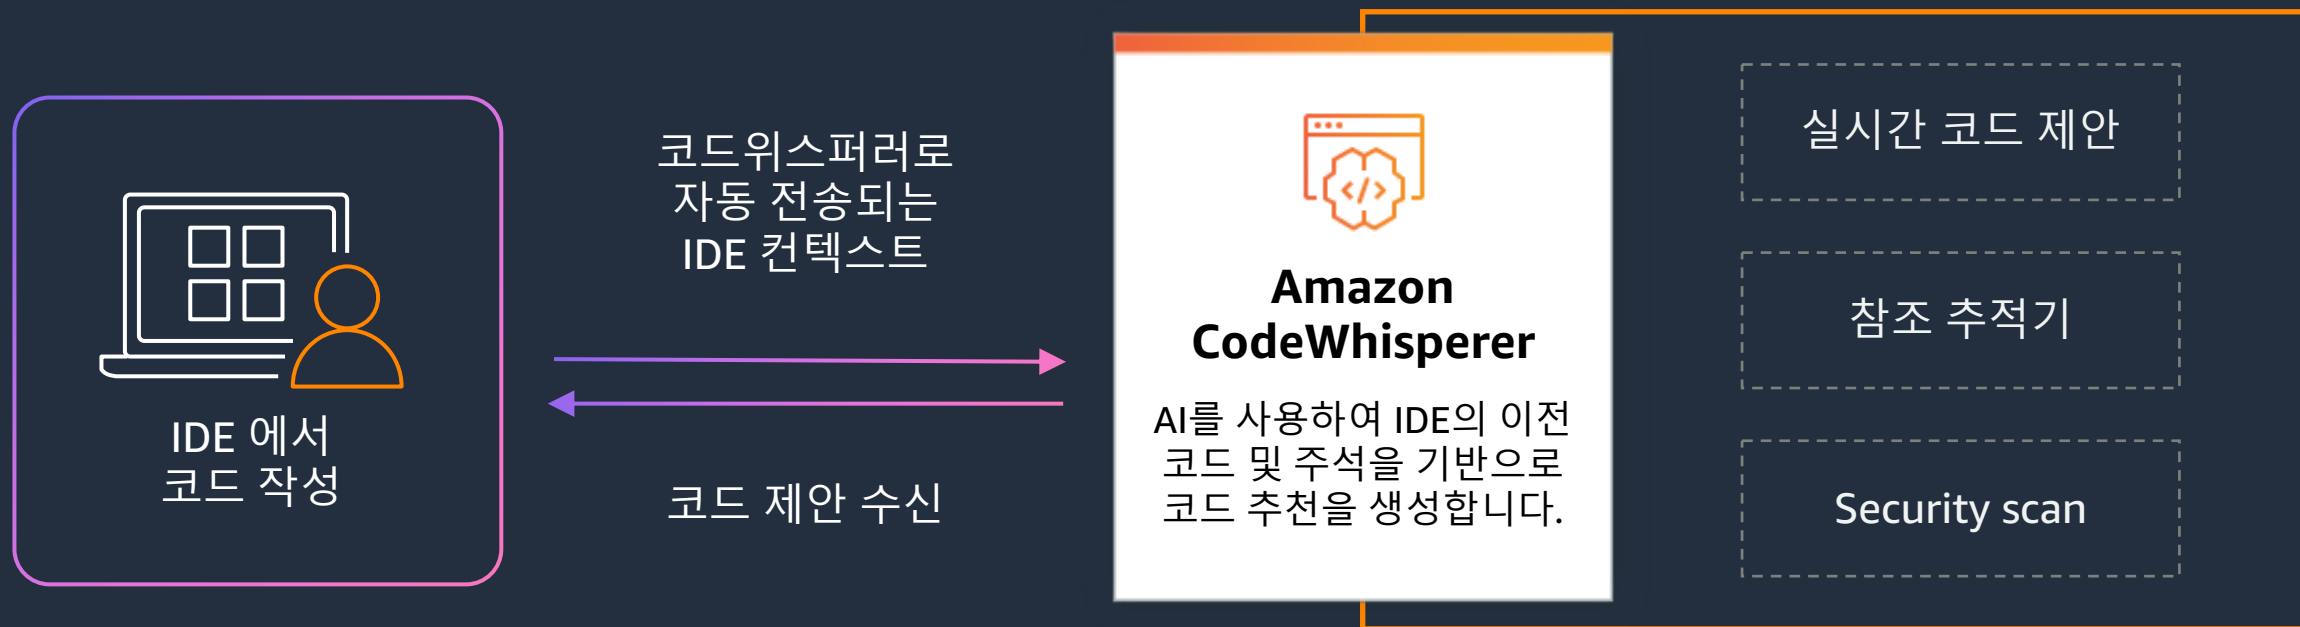 IDE 에서
코드 작성
코드위스퍼러로
자동 전송되는
IDE 컨텍스트
코드 제안 수신
</>
Amazon
CodeWhisperer
AI를 사용하여 IDE의 이전
코드 및 주석을 기반으로
코드 추천을 생성합니다.
실시간 코드 제안
참조 추적기
Security scan